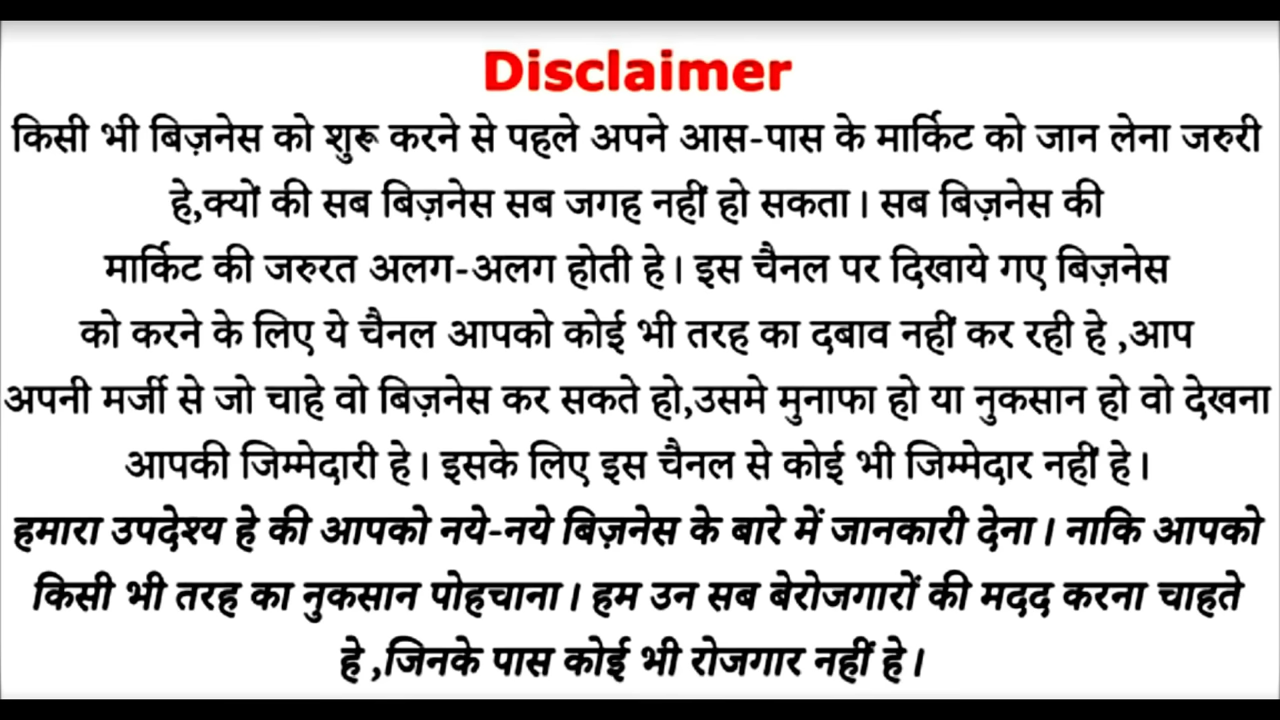 Disclaimer
किसी भी बिज़नेस को शुरू करने से पहले अपने आस-पास के मार्किट को जान लेना जरुरी
हे,क्यों की सब बिज़नेस सब जगह नहीं हो सकता। सब बिज़नेस की
मार्किट की जरुरत अलग-अलग होती हे। इस चैनल पर दिखाये गए बिज़नेस
को करने के लिए ये चैनल आपको कोई भी तरह का दबाव नहीं कर रही हे ,आप
अपनी मर्जी से जो चाहे वो बिज़नेस कर सकते हो,उसमे मुनाफा हो या नुकसान हो वो देखना
आपकी जिम्मेदारी हे। इसके लिए इस चैनल से कोई भी जिम्मेदार नहीं हे।
हमारा उपदेश्य हे की आपको नये-नये बिज़नेस के बारे में जानकारी देना। नाकि आपको
किसी भी तरह का नुकसान पोहचाना। हम उन सब बेरोजगारों की मदद करना चाहते
हे ,जिनके पास कोई भी रोजगार नहीं हे।